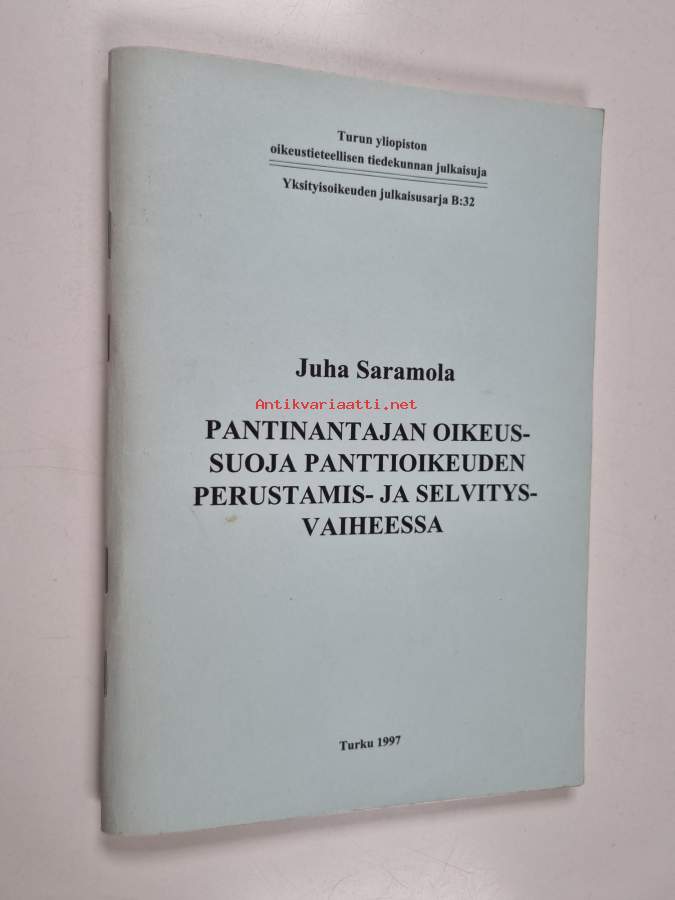 Turun yliopiston
oikeustieteellisen tiedekunnan julkaisuja
Yksityisoikeuden julkaisusarja B:32
Juha Saramola
Antikvariaatti.net
PANTINANTAJAN OIKEUS-
SUOJA PANTTIOIKEUDEN
PERUSTAMIS- JA SELVITYS-
VAIHEESSA
Turku 1997